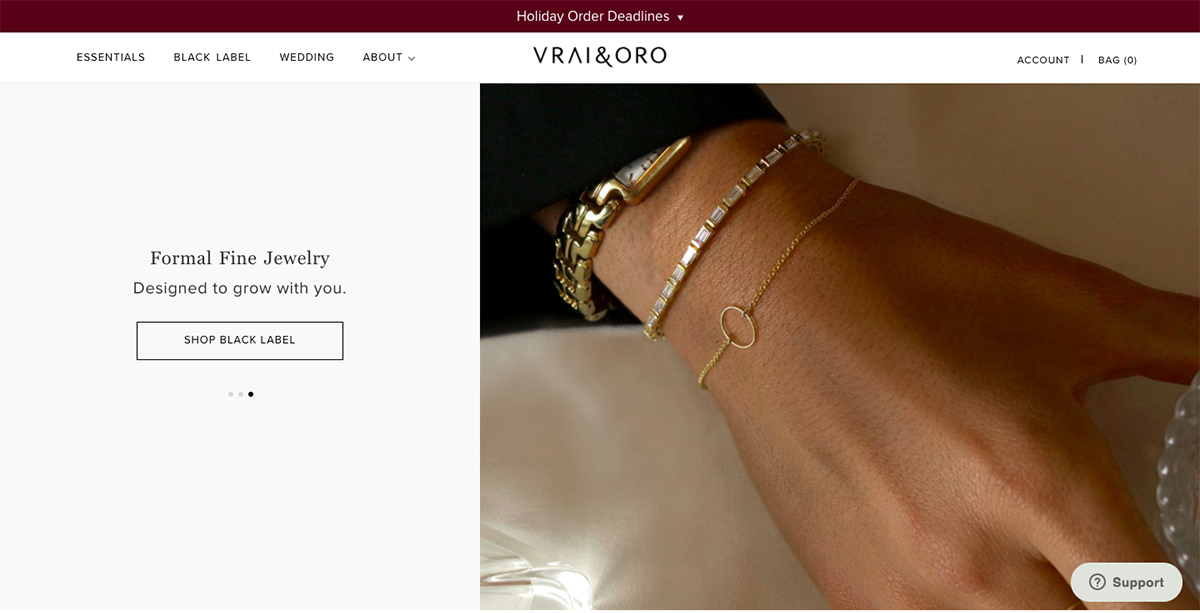 Holiday Order Deadlines ▼
ESSENTIALS BLACK LABEL WEDDING ABOUT
VRAI&ORO
ACCOUNT | BAG (0)
Formal Fine Jewelry
Designed to grow with you.
SHOP BLACK LABEL
? Support